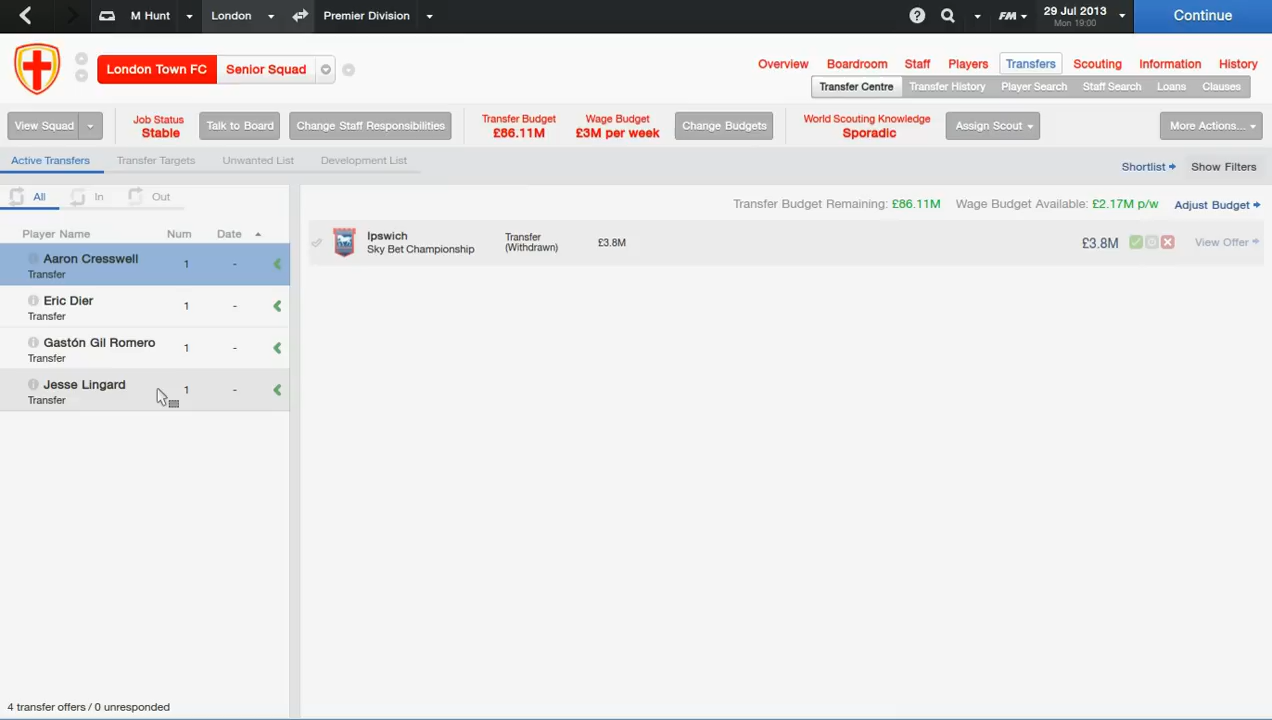 M Hunt
London
Premier Division
FM
29 Jul 2013
Mon 19:00
Continue
London Town FC
Senior Squad
Overview
Boardroom
Staff
Players
Transfers
Scouting
Information
History
Transfer Centre
Transfer History
Player Search
Staff Search
Loans
Clauses
View Squad
Job Status
Stable
Talk to Board
Change Staff Responsibilities
Transfer Budget
£86.11M
Wage Budget
£3M per week
Change Budgets
World Scouting Knowledge
Sporadic
Assign Scout
More Actions...
Active Transfers
Transfer Targets
Unwanted List
Development List
Shortlist
Show Filters
All
In
Out
Transfer Budget Remaining: £86.11M
Wage Budget Available: £2.17M p/w
Adjust Budget
Player Name
Num
Date
Aaron Cresswell
Transfer
1
-
Eric Dier
Transfer
1
-
Gastón Gil Romero
Transfer
1
-
Jesse Lingard
Transfer
1
-
Ipswich
Sky Bet Championship
Transfer
(Withdrawn)
£3.8M
£3.8M
View Offer
4 transfer offers / 0 unresponded